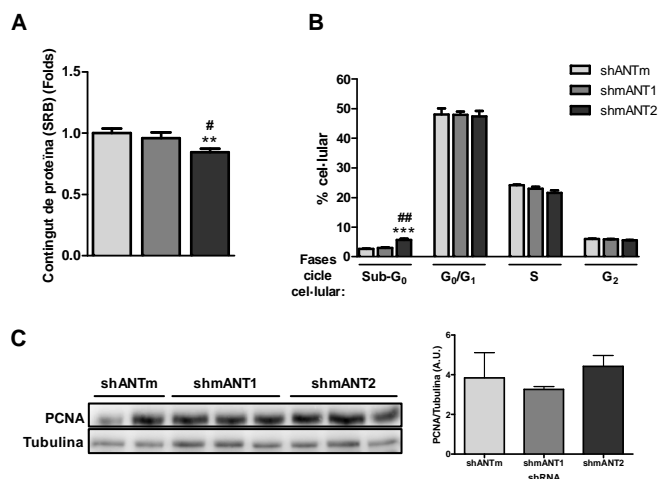 A
Contingut de proteïna (SRB) (Folds)
1.5
1.0
0.5
0.0
#
**
B
shANTm
shmANT1
shmANT2
% cel·lular
60
50
40
30
20
10
0
##
***
Fases
cicle
cel·lular:
Sub-G0
G0/G1
S
G2
C
shANTm shmANT1 shmANT2
PCNA
Tubulina
PCNA/Tubulina (A.U.)
6
4
2
0
shANTm shmANT1 shmANT2
shRNA